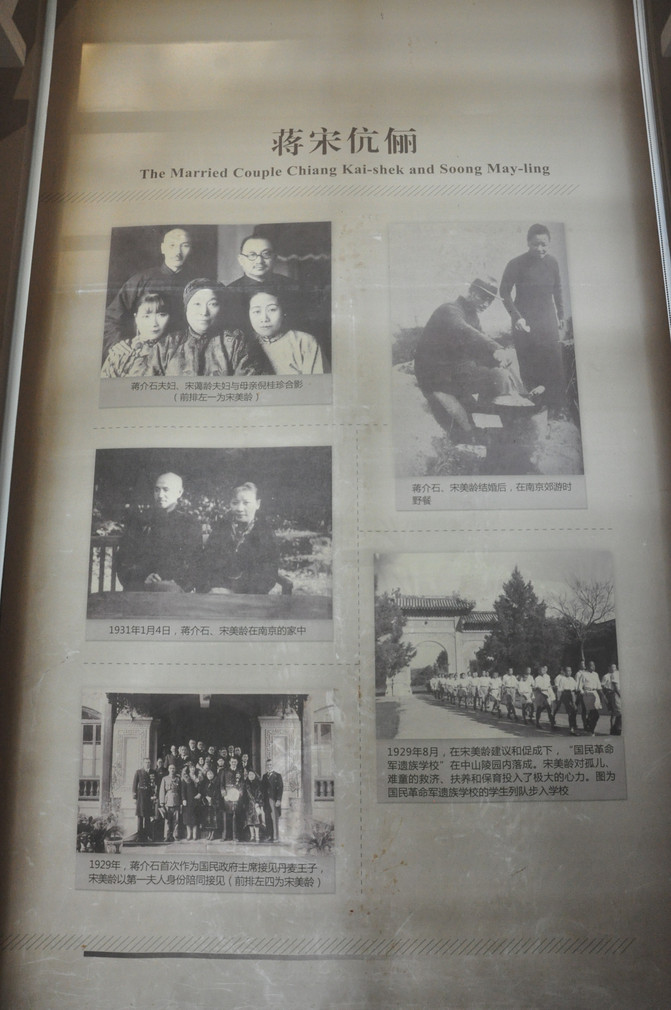 蒋宋伉俪
The Married Couple Chiang Kai-shek and Soong May-ling
蒋介石夫妇、宋蔼龄夫妇与母亲倪桂珍合影
（前排左一为宋美龄）
蒋介石、宋美龄结婚后，在南京郊游时
野餐
1931年1月4日，蒋介石、宋美龄在南京的家中
1929年8月，在宋美龄建议和促成下，“国民革命
军遗族学校”在中山陵园内落成。宋美龄对孤儿、
难童的救济、扶养和保育投入了极大的心力。图为
国民革命军遗族学校的学生列队步入学校
1929年，蒋介石首次作为国民政府主席接见丹麦王子，
宋美龄以第一夫人身份陪同接见（前排左四为宋美龄）